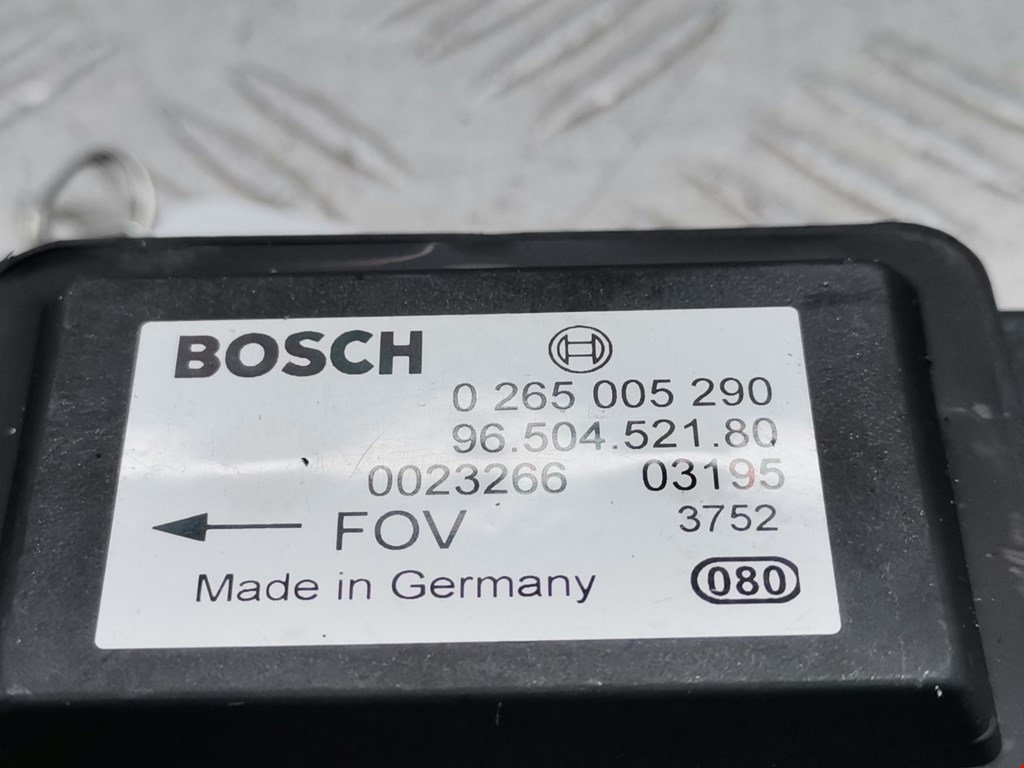 BOSCH
0 265 005 290
96.504.521.80
0023266 03195
FOV 3752
Made in Germany 080